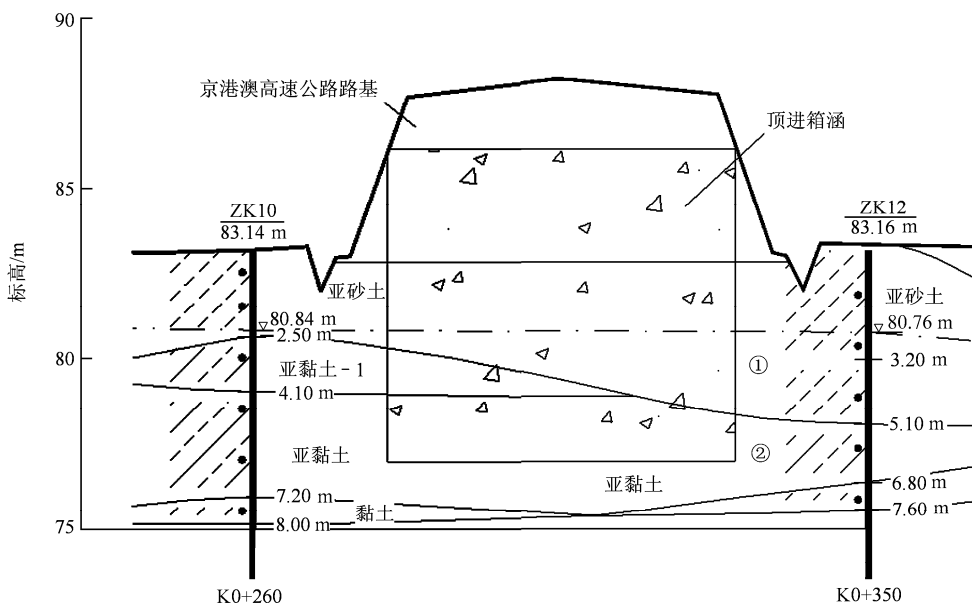 90
京港澳高速公路路基
顶进箱涵
85
ZK10
83.14 m
ZK12
83.16 m
标高/m
亚砂土
亚砂土
80.84 m
80.76 m
2.50 m
80
亚黏土-1
①
3.20 m
4.10 m
5.10 m
亚黏土
②
亚黏土
6.80 m
7.20 m
黏土
7.60 m
8.00 m
75
K0+260
K0+350